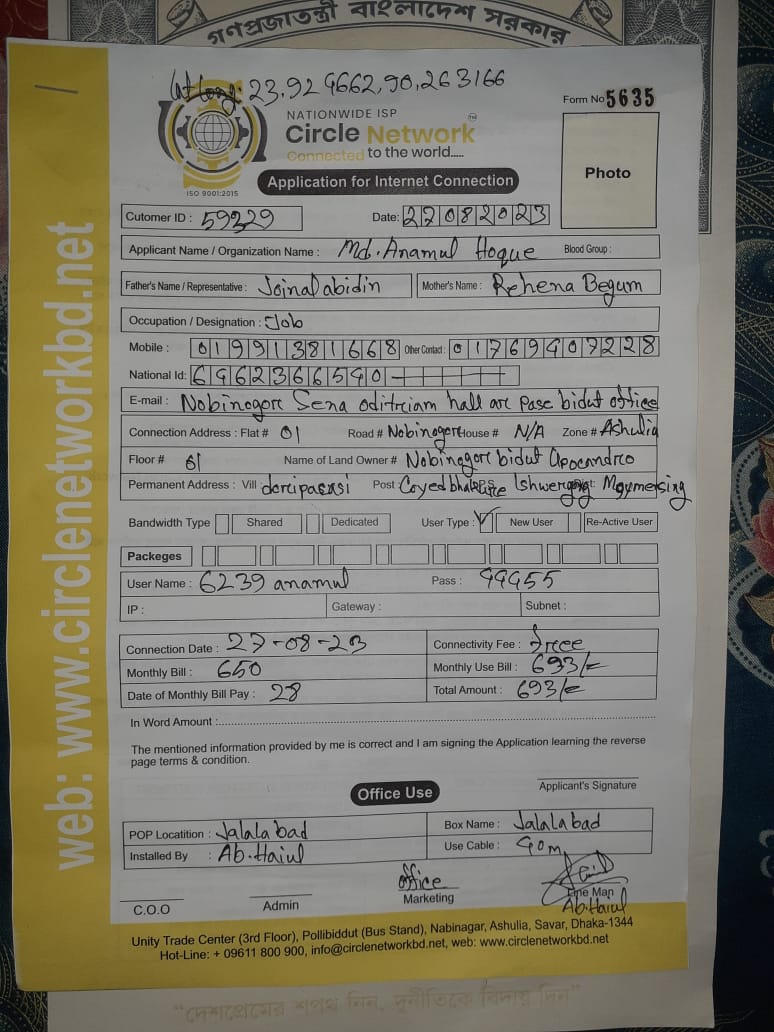 গণপ্রজাতন্ত্রী বাংলাদেশ সরকার
Lat Long: 23.924662,90.263166
NATIONWIDE ISP
Form No 5635
Circle Network TM
Connected to the world.....
ISO 9001:2015
Photo
Application for Internet Connection
Cutomer ID : 59229 Date: 27082023
Applicant Name / Organization Name : Md. Anamul Hoque Blood Group :
Father's Name / Representative : Joinal abidin Mother's Name : Rehena Begum
Occupation / Designation : Job
Mobile : 01991381668 Other Contact : 01769407228
National Id: 6962366590
E-mail : Nobinogor Sena oditriam hall ar pase bidut office
Connection Address : Flat # 01 Road # Nobinogor House # N/A Zone # Ashulia
Floor # 01 Name of Land Owner # Nobinogor bidut Upocandro
Permanent Address : Vill : Post : PS: Dist:
Bandwidth Type Shared Dedicated User Type : New User Re-Active User
Packeges
User Name : 6239 anamul Pass : 99955
IP : Gateway : Subnet :
Connection Date : 27-08-23 Connectivity Fee : free
Monthly Bill : 650 Monthly Use Bill : 693/=
Date of Monthly Bill Pay : 28 Total Amount : 693/=
In Word Amount :
The mentioned information provided by me is correct and I am signing the Application learning the reverse
page terms & condition.
Applicant's Signature
Office Use
POP Locatition : Jalalabad Box Name : Jalalabad
Installed By : Ab.Haiul Use Cable : 90m
office
C.O.O Admin Marketing Line Man
Ab.Haiul
Unity Trade Center (3rd Floor), Pollibiddut (Bus Stand), Nabinagar, Ashulia, Savar, Dhaka-1344
Hot-Line: + 09611 800 900, info@circlenetworkbd.net, web: www.circlenetworkbd.net
web: www.circlenetworkbd.net
“দেশপ্রেমের শপথ নিন, দুর্নীতিকে বিদায় দিন”